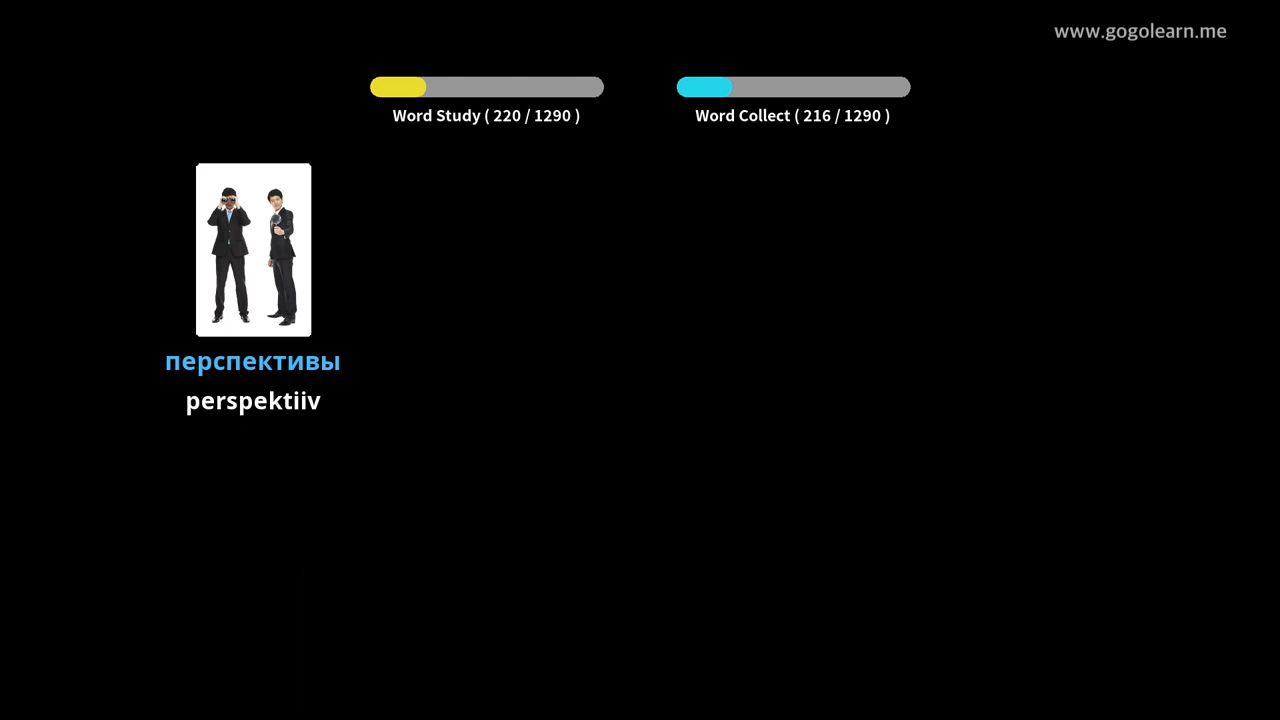 www.gogolearn.me
Word Study ( 220 / 1290 )
Word Collect ( 216 / 1290 )
перспективы
perspektiiv